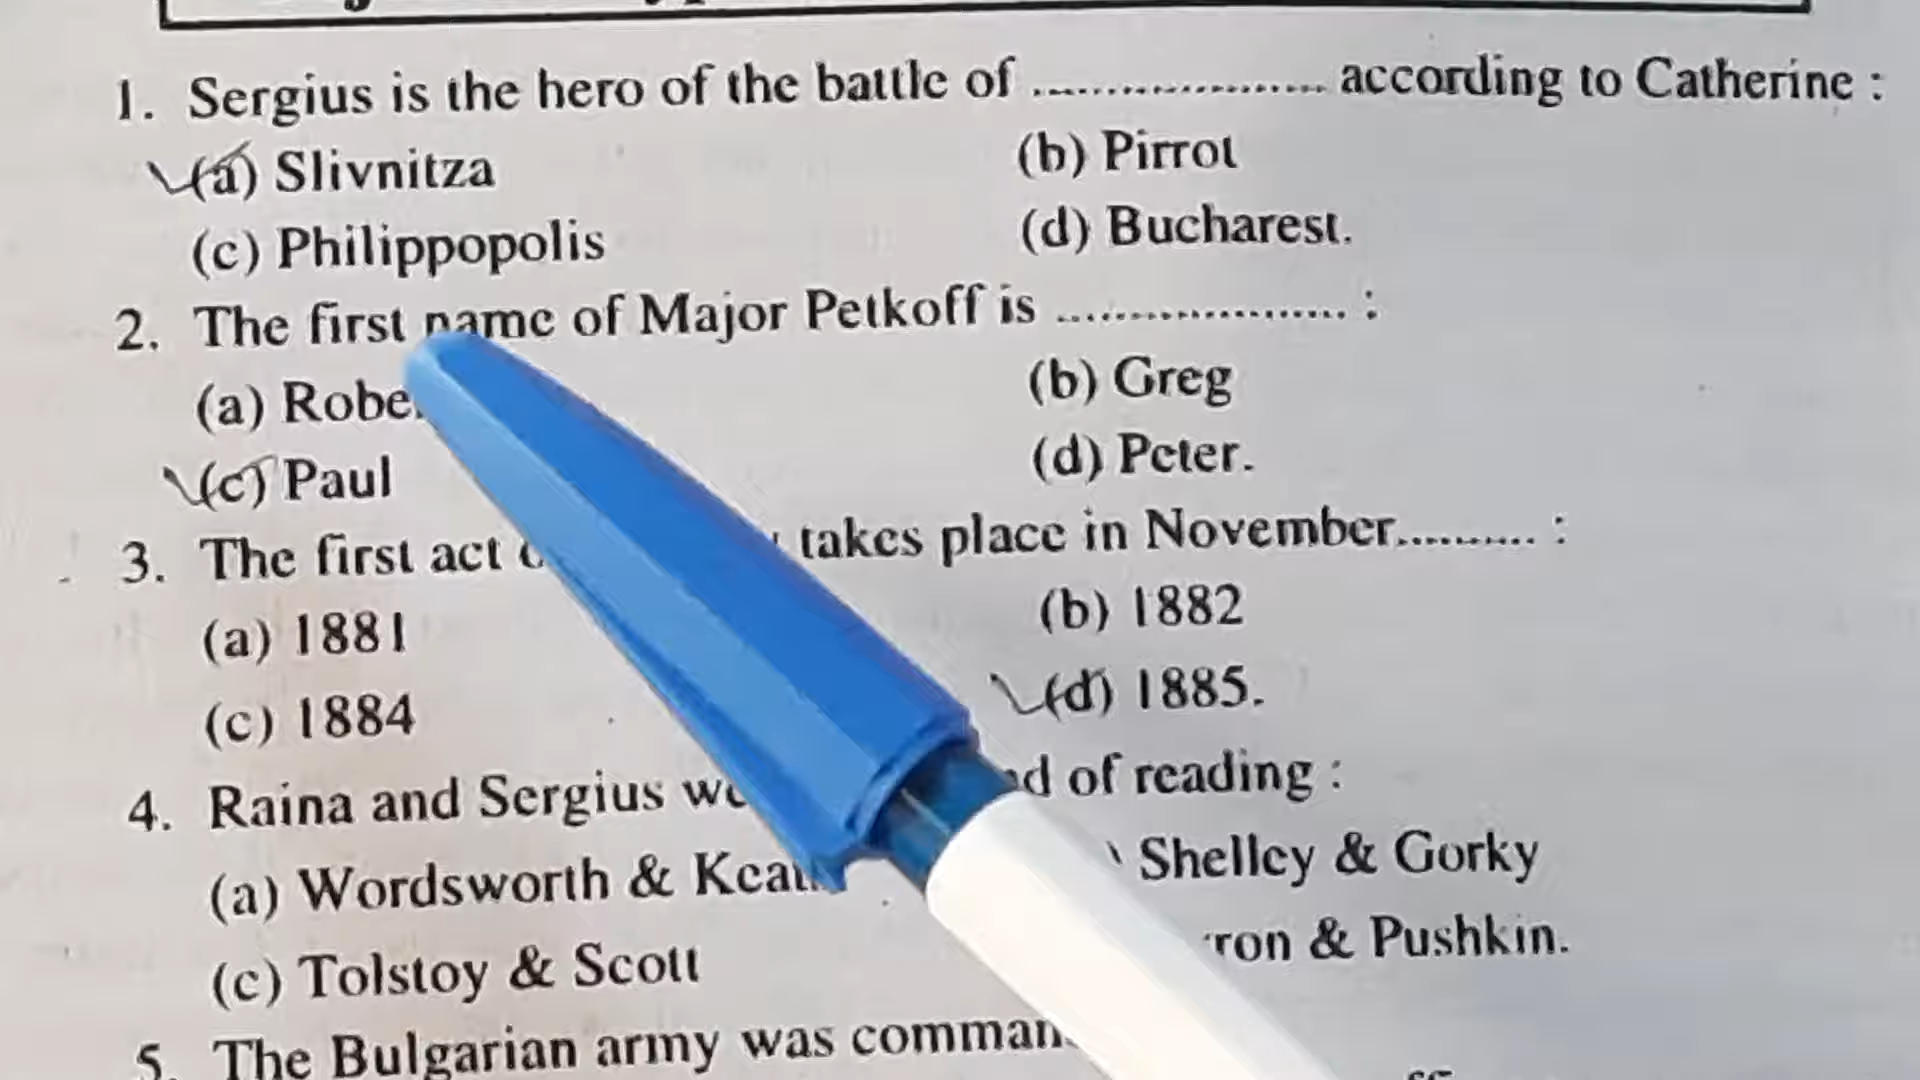 1. Sergius is the hero of the battle of .................... according to Catherine :
(a) Slivnitza (b) Pirrot
(c) Philippopolis (d) Bucharest.
2. The first name of Major Petkoff is .................... :
(a) (b) Greg
(c) Paul (d) Peter.
3. The first act takes place in November.......... :
(a) 1881 (b) 1882
(c) 1884 (d) 1885.
4. Raina and Sergius of reading :
(a) Wordsworth & Shelley & Gorky
(c) Tolstoy & Scott & Pushkin.
5. The Bulgarian army was